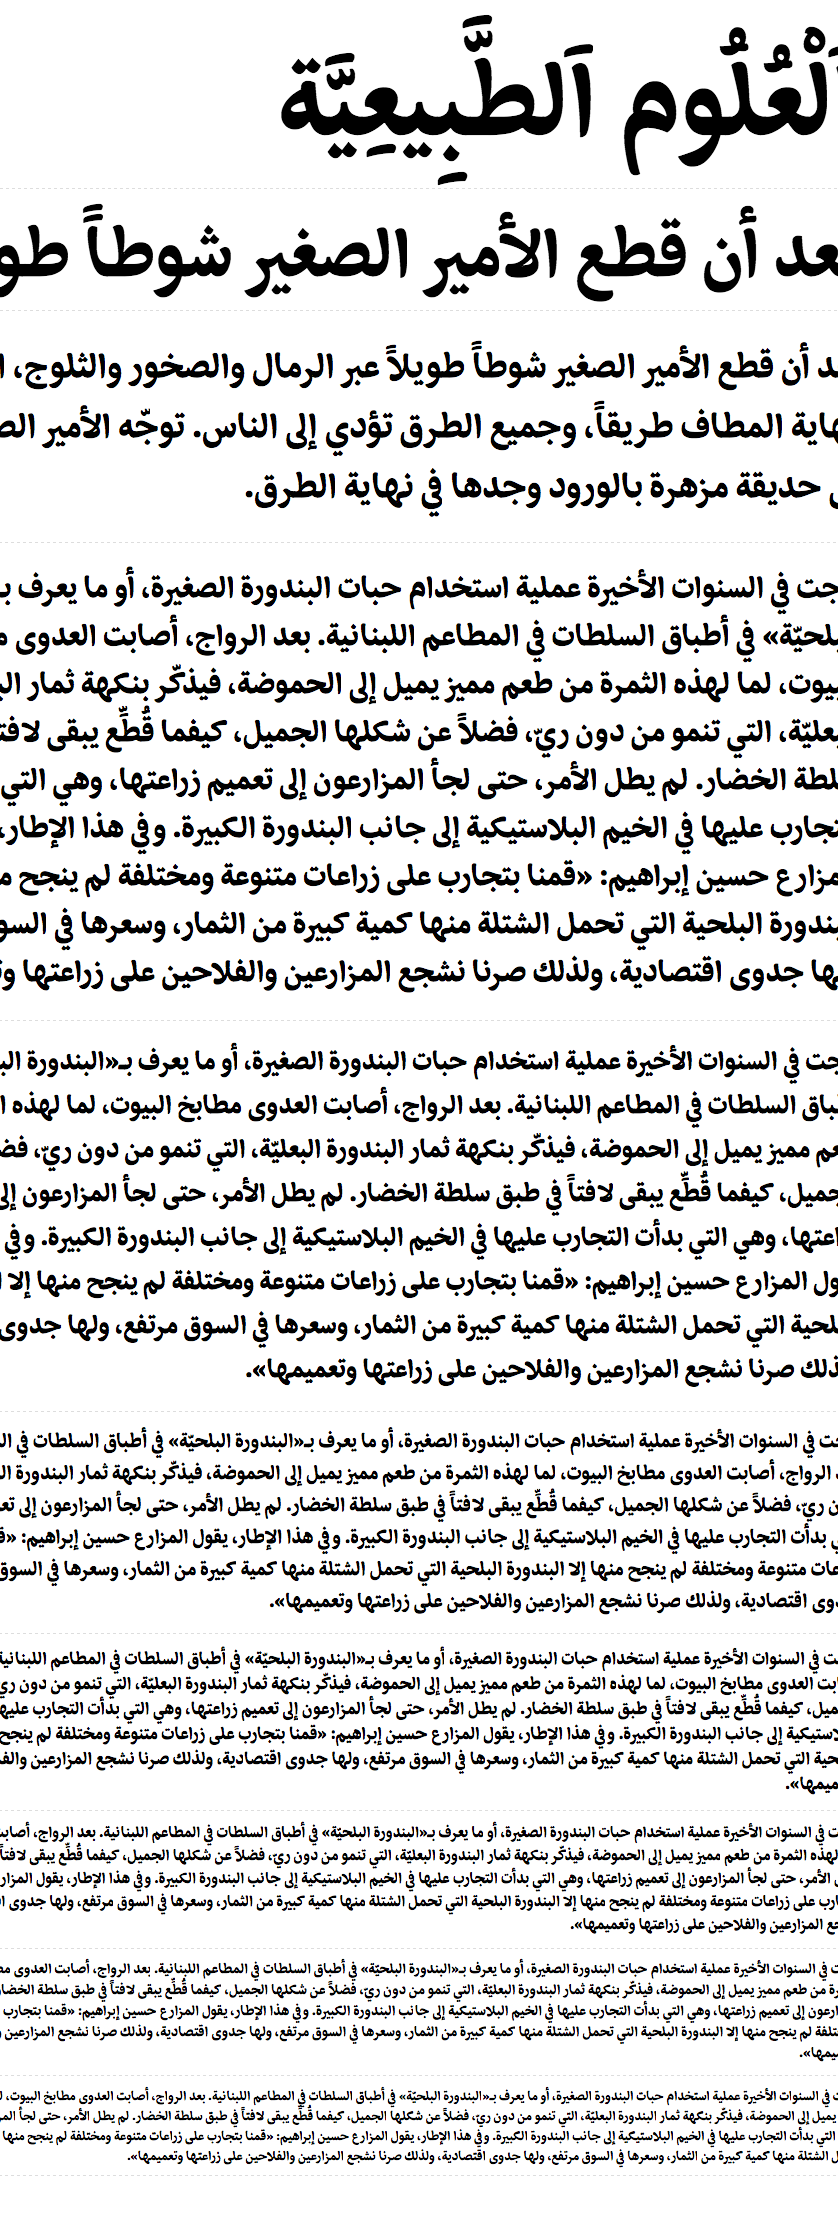 اَلْعُلُوم اَلطَّبِيعِيَّة
عد أن قطع الأمير الصغير شوطاً طو
د أن قطع الأمير الصغير شوطاً طويلاً عبر الرمال والصخور والثلوج، ا
هاية المطاف طريقاً، وجميع الطرق تؤدي إلى الناس. توجّه الأمير الص
حديقة مزهرة بالورود وجدها في نهاية الطرق.
جت في السنوات الأخيرة عملية استخدام حبات البندورة الصغيرة، أو ما يعرف بـ
بلحيّة» في أطباق السلطات في المطاعم اللبنانية. بعد الرواج، أصابت العدوى م
بيوت، لما لهذه الثمرة من طعم مميز يميل إلى الحموضة، فيذكّر بنكهة ثمار الب
بعليّة، التي تنمو من دون ريّ، فضلاً عن شكلها الجميل، كيفما قُطِّع يبقى لافت
لطة الخضار. لم يطل الأمر، حتى لجأ المزارعون إلى تعميم زراعتها، وهي التي
تجارب عليها في الخيم البلاستيكية إلى جانب البندورة الكبيرة. وفي هذا الإطار،
مزارع حسين إبراهيم: «قمنا بتجارب على زراعات متنوعة ومختلفة لم ينجح م
بندورة البلحية التي تحمل الشتلة منها كمية كبيرة من الثمار، وسعرها في السو
ها جدوى اقتصادية، ولذلك صرنا نشجع المزارعين والفلاحين على زراعتها وت
جت في السنوات الأخيرة عملية استخدام حبات البندورة الصغيرة، أو ما يعرف بـ«البندورة الب
باق السلطات في المطاعم اللبنانية. بعد الرواج، أصابت العدوى مطابخ البيوت، لما لهذه ا
عم مميز يميل إلى الحموضة، فيذكّر بنكهة ثمار البندورة البعليّة، التي تنمو من دون ريّ، فض
جميل، كيفما قُطِّع يبقى لافتاً في طبق سلطة الخضار. لم يطل الأمر، حتى لجأ المزارعون إلى
اعتها، وهي التي بدأت التجارب عليها في الخيم البلاستيكية إلى جانب البندورة الكبيرة. وفي
ول المزارع حسين إبراهيم: «قمنا بتجارب على زراعات متنوعة ومختلفة لم ينجح منها إلا ا
لحية التي تحمل الشتلة منها كمية كبيرة من الثمار، وسعرها في السوق مرتفع، ولها جدوى
ذلك صرنا نشجع المزارعين والفلاحين على زراعتها وتعميمها».
ت في السنوات الأخيرة عملية استخدام حبات البندورة الصغيرة، أو ما يعرف بـ«البندورة البلحيّة» في أطباق السلطات في ال
د الرواج، أصابت العدوى مطابخ البيوت، لما لهذه الثمرة من طعم مميز يميل إلى الحموضة، فيذكّر بنكهة ثمار البندورة ال
ن ريّ، فضلاً عن شكلها الجميل، كيفما قُطِّع يبقى لافتاً في طبق سلطة الخضار. لم يطل الأمر، حتى لجأ المزارعون إلى تع
ي بدأت التجارب عليها في الخيم البلاستيكية إلى جانب البندورة الكبيرة. وفي هذا الإطار، يقول المزارع حسين إبراهيم: «ق
عات متنوعة ومختلفة لم ينجح منها إلا البندورة البلحية التي تحمل الشتلة منها كمية كبيرة من الثمار، وسعرها في السوق
دوى اقتصادية، ولذلك صرنا نشجع المزارعين والفلاحين على زراعتها وتعميمها».
ت في السنوات الأخيرة عملية استخدام حبات البندورة الصغيرة، أو ما يعرف بـ«البندورة البلحيّة» في أطباق السلطات في المطاعم اللبنانية
بت العدوى مطابخ البيوت، لما لهذه الثمرة من طعم مميز يميل إلى الحموضة، فيذكّر بنكهة ثمار البندورة البعليّة، التي تنمو من دون ري
ميل، كيفما قُطِّع يبقى لافتاً في طبق سلطة الخضار. لم يطل الأمر، حتى لجأ المزارعون إلى تعميم زراعتها، وهي التي بدأت التجارب عليه
لاستيكية إلى جانب البندورة الكبيرة. وفي هذا الإطار، يقول المزارع حسين إبراهيم: «قمنا بتجارب على زراعات متنوعة ومختلفة لم ينجح
حية التي تحمل الشتلة منها كمية كبيرة من الثمار، وسعرها في السوق مرتفع، ولها جدوى اقتصادية، ولذلك صرنا نشجع المزارعين والف
ميمها».
ت في السنوات الأخيرة عملية استخدام حبات البندورة الصغيرة، أو ما يعرف بـ«البندورة البلحيّة» في أطباق السلطات في المطاعم اللبنانية. بعد الرواج، أصابت
لهذه الثمرة من طعم مميز يميل إلى الحموضة، فيذكّر بنكهة ثمار البندورة البعليّة، التي تنمو من دون ريّ، فضلاً عن شكلها الجميل، كيفما قُطِّع يبقى لافتاً
ل الأمر، حتى لجأ المزارعون إلى تعميم زراعتها، وهي التي بدأت التجارب عليها في الخيم البلاستيكية إلى جانب البندورة الكبيرة. وفي هذا الإطار، يقول المزار
ارب على زراعات متنوعة ومختلفة لم ينجح منها إلا البندورة البلحية التي تحمل الشتلة منها كمية كبيرة من الثمار، وسعرها في السوق مرتفع، ولها جدوى ا
جع المزارعين والفلاحين على زراعتها وتعميمها».
ت في السنوات الأخيرة عملية استخدام حبات البندورة الصغيرة، أو ما يعرف بـ«البندورة البلحيّة» في أطباق السلطات في المطاعم اللبنانية. بعد الرواج، أصابت العدوى مط
رة من طعم مميز يميل إلى الحموضة، فيذكّر بنكهة ثمار البندورة البعليّة، التي تنمو من دون ريّ، فضلاً عن شكلها الجميل، كيفما قُطِّع يبقى لافتاً في طبق سلطة الخضار
ارعون إلى تعميم زراعتها، وهي التي بدأت التجارب عليها في الخيم البلاستيكية إلى جانب البندورة الكبيرة. وفي هذا الإطار، يقول المزارع حسين إبراهيم: «قمنا بتجارب
تلفة لم ينجح منها إلا البندورة البلحية التي تحمل الشتلة منها كمية كبيرة من الثمار، وسعرها في السوق مرتفع، ولها جدوى اقتصادية، ولذلك صرنا نشجع المزارعين و
ميمها».
ت في السنوات الأخيرة عملية استخدام حبات البندورة الصغيرة، أو ما يعرف بـ«البندورة البلحيّة» في أطباق السلطات في المطاعم اللبنانية. بعد الرواج، أصابت العدوى مطابخ البيوت، ل
يميل إلى الحموضة، فيذكّر بنكهة ثمار البندورة البعليّة، التي تنمو من دون ريّ، فضلاً عن شكلها الجميل، كيفما قُطِّع يبقى لافتاً في طبق سلطة الخضار. لم يطل الأمر، حتى لجأ المز
التي بدأت التجارب عليها في الخيم البلاستيكية إلى جانب البندورة الكبيرة. وفي هذا الإطار، يقول المزارع حسين إبراهيم: «قمنا بتجارب على زراعات متنوعة ومختلفة لم ينجح منها
ل الشتلة منها كمية كبيرة من الثمار، وسعرها في السوق مرتفع، ولها جدوى اقتصادية، ولذلك صرنا نشجع المزارعين والفلاحين على زراعتها وتعميمها».